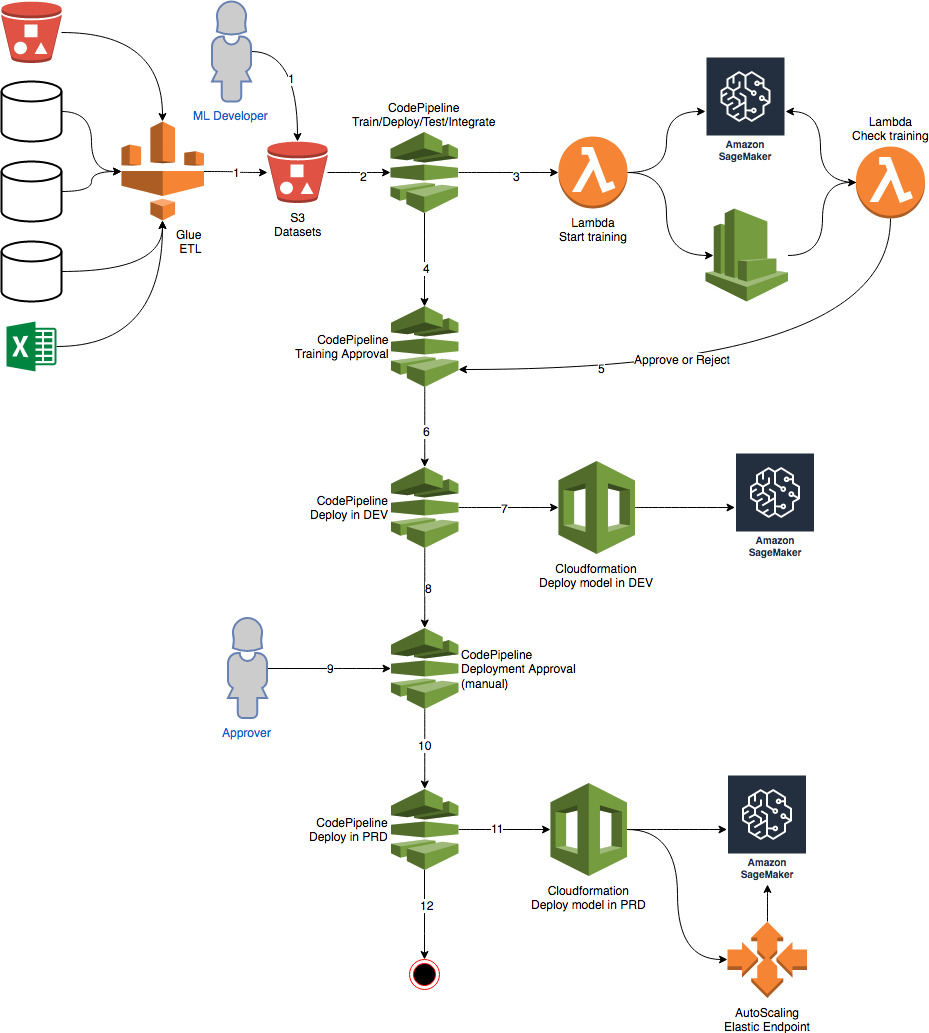 ML Developer
1
CodePipeline
Train/Deploy/Test/Integrate
Amazon
SageMaker
Lambda
Check training
1
2
3
Glue
ETL
S3
Datasets
Lambda
Start training
4
X
CodePipeline
Training Approval
Approve or Reject
5
6
CodePipeline
Deploy in DEV
7
Amazon
SageMaker
Cloudformation
Deploy model in DEV
8
CodePipeline
Deployment Approval
(manual)
9
Approver
10
CodePipeline
Deploy in PRD
11
Amazon
SageMaker
Cloudformation
Deploy model in PRD
12
AutoScaling
Elastic Endpoint